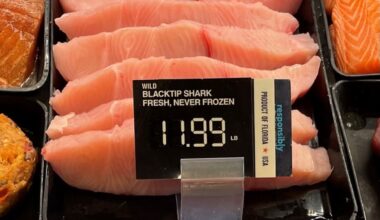 WILD
BLACKTIP SHARK
FRESH, NEVER FROZEN
11.99 LB
PRODUCT OF FLORIDA ★ USA
responsibly